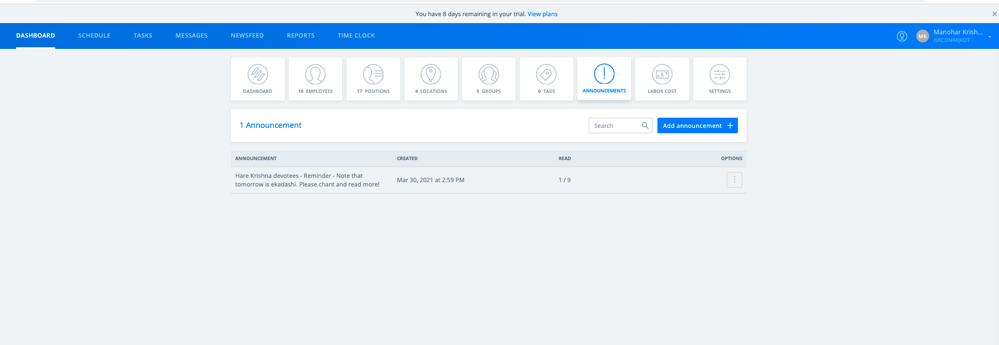 You have 8 days remaining in your trial. View plans
DASHBOARD SCHEDULE TASKS MESSAGES NEWSFEED REPORTS TIME CLOCK
MK
Manohar Krish...
ISKCONRAJKOT
DASHBOARD
10 EMPLOYEES
17 POSITIONS
4 LOCATIONS
5 GROUPS
0 TAGS
ANNOUNCEMENTS
LABOR COST
SETTINGS
1 Announcement
Search
Add announcement +
ANNOUNCEMENT CREATED READ OPTIONS
Hare Krishna devotees - Reminder - Note that
tomorrow is ekadashi. Please chant and read more!
Mar 30, 2021 at 2:59 PM
1 / 9